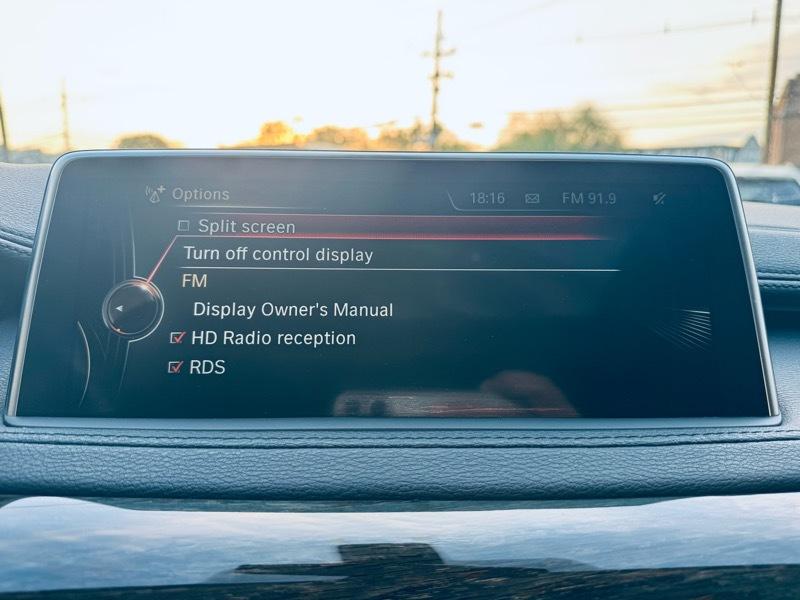 Options 18:16 FM 91.9
Split screen
Turn off control display
FM
Display Owner's Manual
HD Radio reception
RDS